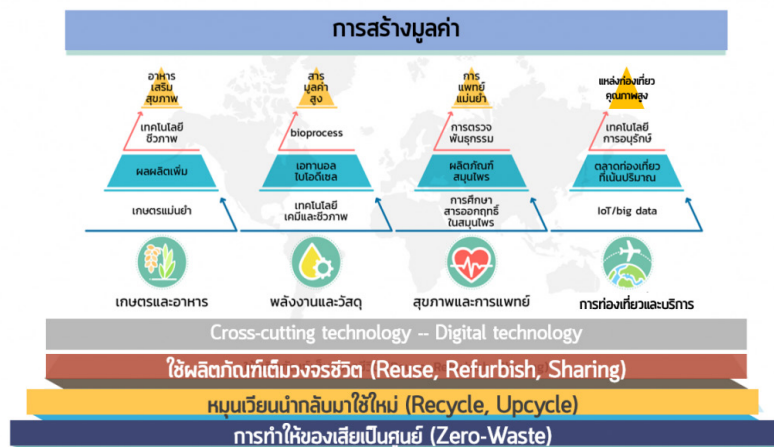 การสร้างมูลค่า
อาหาร
เสริม
สุขภาพ
เทคโนโลยี
ชีวภาพ
ผลผลิตเพิ่ม
เกษตรแม่นยำ
เกษตรและอาหาร
สาร
มูลค่า
สูง
bioprocess
เอทานอล
ไบโอดีเซล
เทคโนโลยี
เคมีและชีวภาพ
พลังงานและวัสดุ
การ
แพทย์
แม่นยำ
การตรวจ
พันธุกรรม
ผลิตภัณฑ์
สมุนไพร
การศึกษา
สารออกฤทธิ์
ในสมุนไพร
สุขภาพและการแพทย์
แหล่งท่องเที่ยว
คุณภาพสูง
เทคโนโลยี
การอนุรักษ์
ตลาดท่องเที่ยว
ที่เน้นปริมาณ
IoT/big data
การท่องเที่ยวและบริการ
Cross-cutting technology -- Digital technology
ใช้ผลิตภัณฑ์เต็มวงจรชีวิต (Reuse, Refurbish, Sharing)
หมุนเวียนนำกลับมาใช้ใหม่ (Recycle, Upcycle)
การทำให้ของเสียเป็นศูนย์ (Zero-Waste)